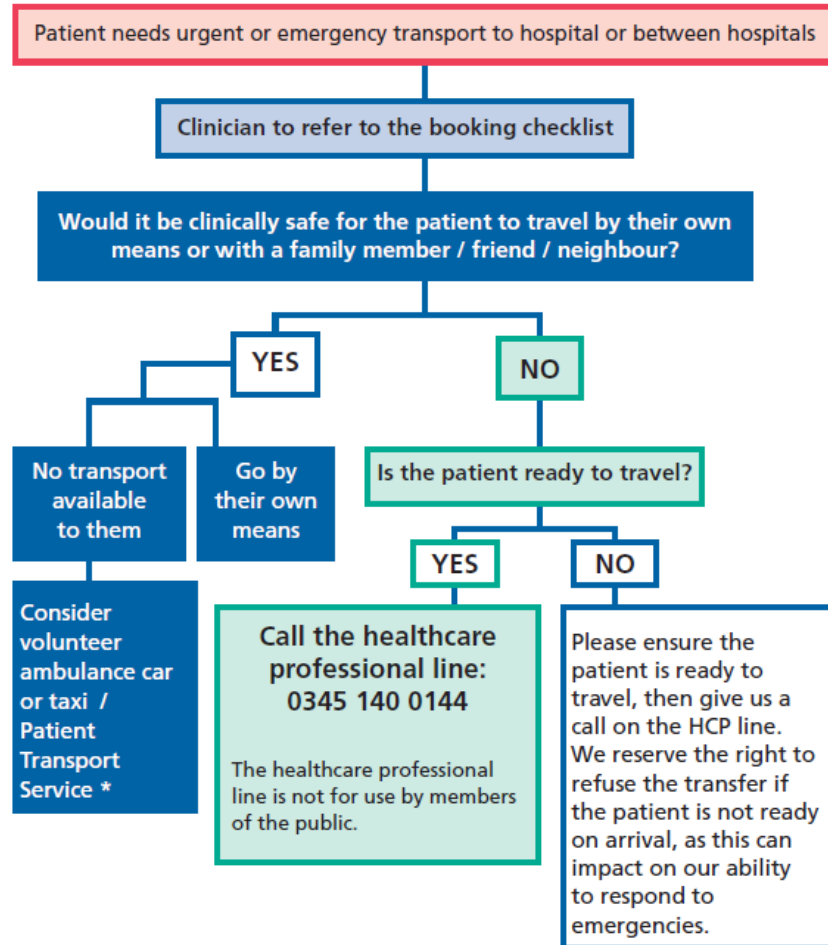 Patient needs urgent or emergency transport to hospital or between hospitals
Clinician to refer to the booking checklist
Would it be clinically safe for the patient to travel by their own
means or with a family member / friend / neighbour?
YES
NO
No transport
available
to them
Go by
their own
means
Is the patient ready to travel?
YES
NO
Consider
volunteer
ambulance car
or taxi /
Patient
Transport
Service *
Call the healthcare
professional line:
0345 140 0144
The healthcare professional
line is not for use by members
of the public.
Please ensure the
patient is ready to
travel, then give us a
call on the HCP line.
We reserve the right to
refuse the transfer if
the patient is not ready
on arrival, as this can
impact on our ability
to respond to
emergencies.